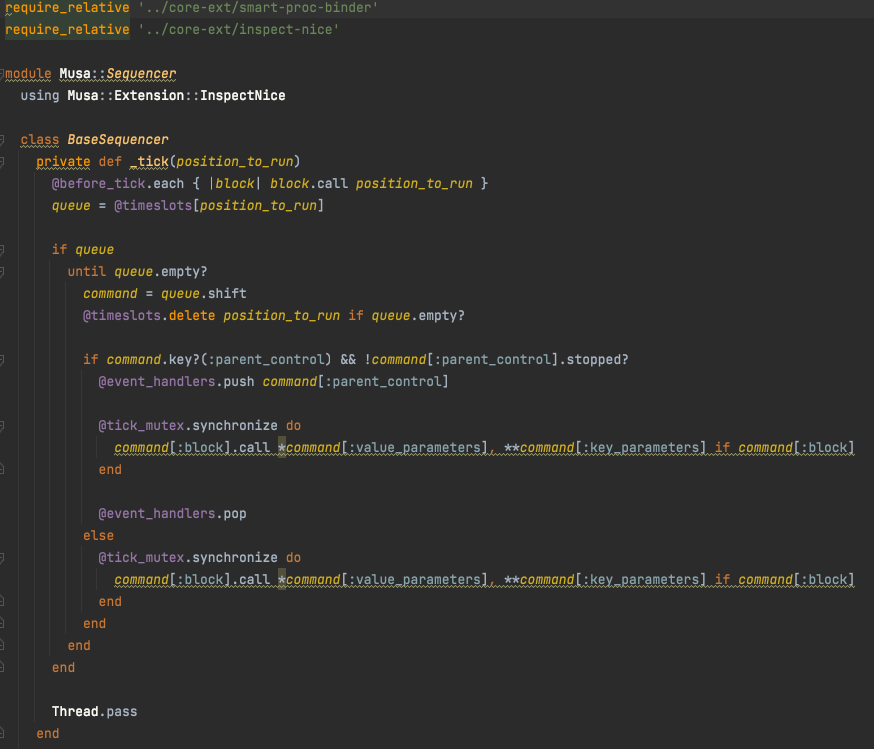 require_relative '../core-ext/smart-proc-binder'
require_relative '../core-ext/inspect-nice'
module Musa::Sequencer
using Musa::Extension::InspectNice
class BaseSequencer
private def _tick(position_to_run)
@before_tick.each { |block| block.call position_to_run }
queue = @timeslots[position_to_run]
if queue
until queue.empty?
command = queue.shift
@timeslots.delete position_to_run if queue.empty?
if command.key?(:parent_control) && !command[:parent_control].stopped?
@event_handlers.push command[:parent_control]
@tick_mutex.synchronize do
command[:block].call *command[:value_parameters], **command[:key_parameters] if command[:block]
end
@event_handlers.pop
else
@tick_mutex.synchronize do
command[:block].call *command[:value_parameters], **command[:key_parameters] if command[:block]
end
end
end
end
Thread.pass
end